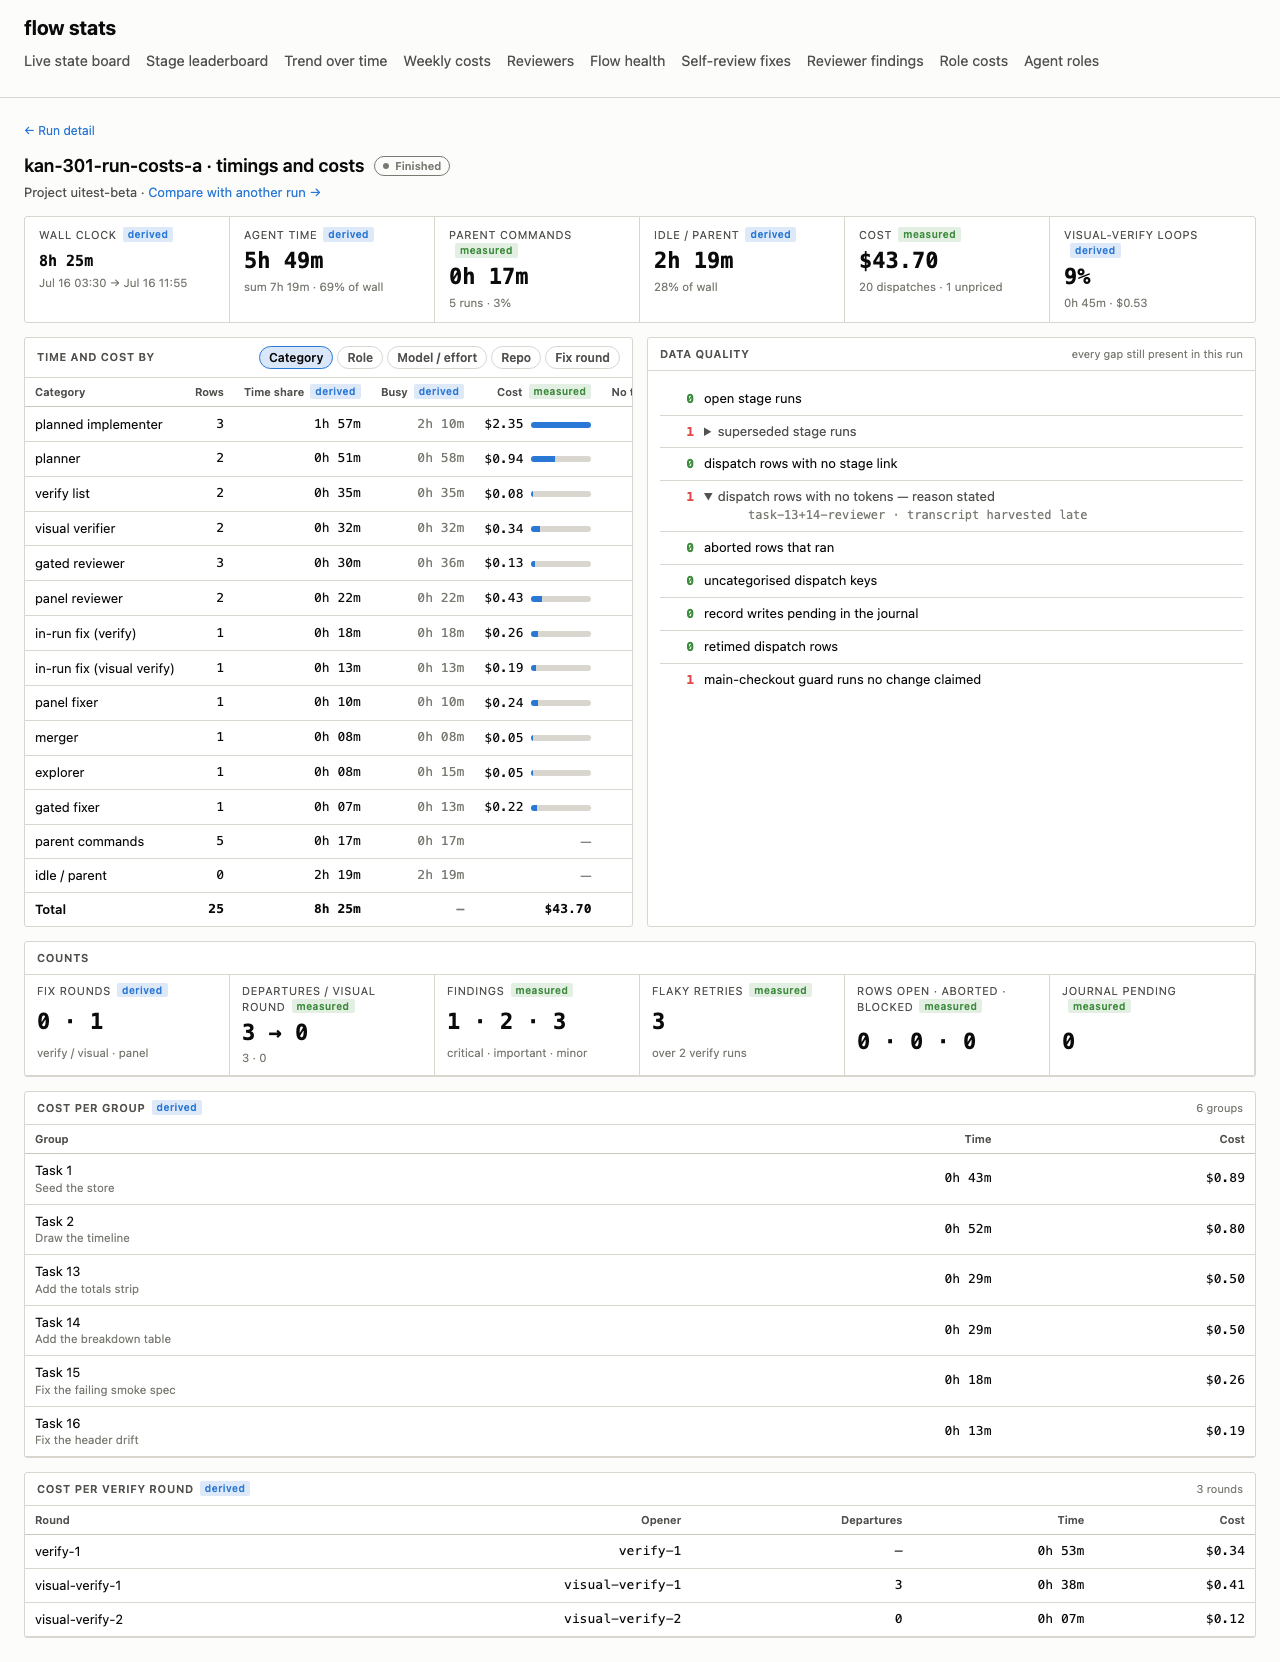 flow stats
Live state board Stage leaderboard Trend over time Weekly costs Reviewers Flow health Self-review fixes Reviewer findings Role costs Agent roles
← Run detail
kan-301-run-costs-a · timings and costs Finished
Project uitest-beta · Compare with another run →
WALL CLOCK derived
8h 25m
Jul 16 03:30 → Jul 16 11:55
AGENT TIME derived
5h 49m
sum 7h 19m · 69% of wall
PARENT COMMANDS measured
0h 17m
5 runs · 3%
IDLE / PARENT derived
2h 19m
28% of wall
COST measured
$43.70
20 dispatches · 1 unpriced
VISUAL-VERIFY LOOPS derived
9%
0h 45m · $0.53
TIME AND COST BY Category Role Model / effort Repo Fix round
Category Rows Time share derived Busy derived Cost measured No
planned implementer 3 1h 57m 2h 10m $2.35
planner 2 0h 51m 0h 58m $0.94
verify list 2 0h 35m 0h 35m $0.08
visual verifier 2 0h 32m 0h 32m $0.34
gated reviewer 3 0h 30m 0h 36m $0.13
panel reviewer 2 0h 22m 0h 22m $0.43
in-run fix (verify) 1 0h 18m 0h 18m $0.26
in-run fix (visual verify) 1 0h 13m 0h 13m $0.19
panel fixer 1 0h 10m 0h 10m $0.24
merger 1 0h 08m 0h 08m $0.05
explorer 1 0h 08m 0h 15m $0.05
gated fixer 1 0h 07m 0h 13m $0.22
parent commands 5 0h 17m 0h 17m —
idle / parent 0 2h 19m 2h 19m —
Total 25 8h 25m — $43.70
DATA QUALITY every gap still present in this run
0 open stage runs
1 ▶ superseded stage runs
0 dispatch rows with no stage link
1 ▼ dispatch rows with no tokens — reason stated
task-13+14-reviewer · transcript harvested late
0 aborted rows that ran
0 uncategorised dispatch keys
0 record writes pending in the journal
0 retimed dispatch rows
1 main-checkout guard runs no change claimed
COUNTS
FIX ROUNDS derived
0 · 1
verify / visual · panel
DEPARTURES / VISUAL
ROUND measured
3 → 0
3 · 0
FINDINGS measured
1 · 2 · 3
critical · important · minor
FLAKY RETRIES measured
3
over 2 verify runs
ROWS OPEN · ABORTED ·
BLOCKED measured
0 · 0 · 0
JOURNAL PENDING
measured
0
COST PER GROUP derived 6 groups
Group Time Cost
Task 1
Seed the store 0h 43m $0.89
Task 2
Draw the timeline 0h 52m $0.80
Task 13
Add the totals strip 0h 29m $0.50
Task 14
Add the breakdown table 0h 29m $0.50
Task 15
Fix the failing smoke spec 0h 18m $0.26
Task 16
Fix the header drift 0h 13m $0.19
COST PER VERIFY ROUND derived 3 rounds
Round Opener Departures Time Cost
verify-1 verify-1 — 0h 53m $0.34
visual-verify-1 visual-verify-1 3 0h 38m $0.41
visual-verify-2 visual-verify-2 0 0h 07m $0.12